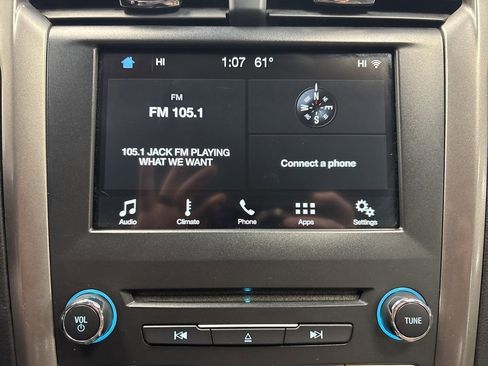 HI 1:07 61° HI
FM
FM 105.1
105.1 JACK FM PLAYING
WHAT WE WANT
N
W E
S
Connect a phone
Audio Climate Phone Apps Settings
VOL
TUNE